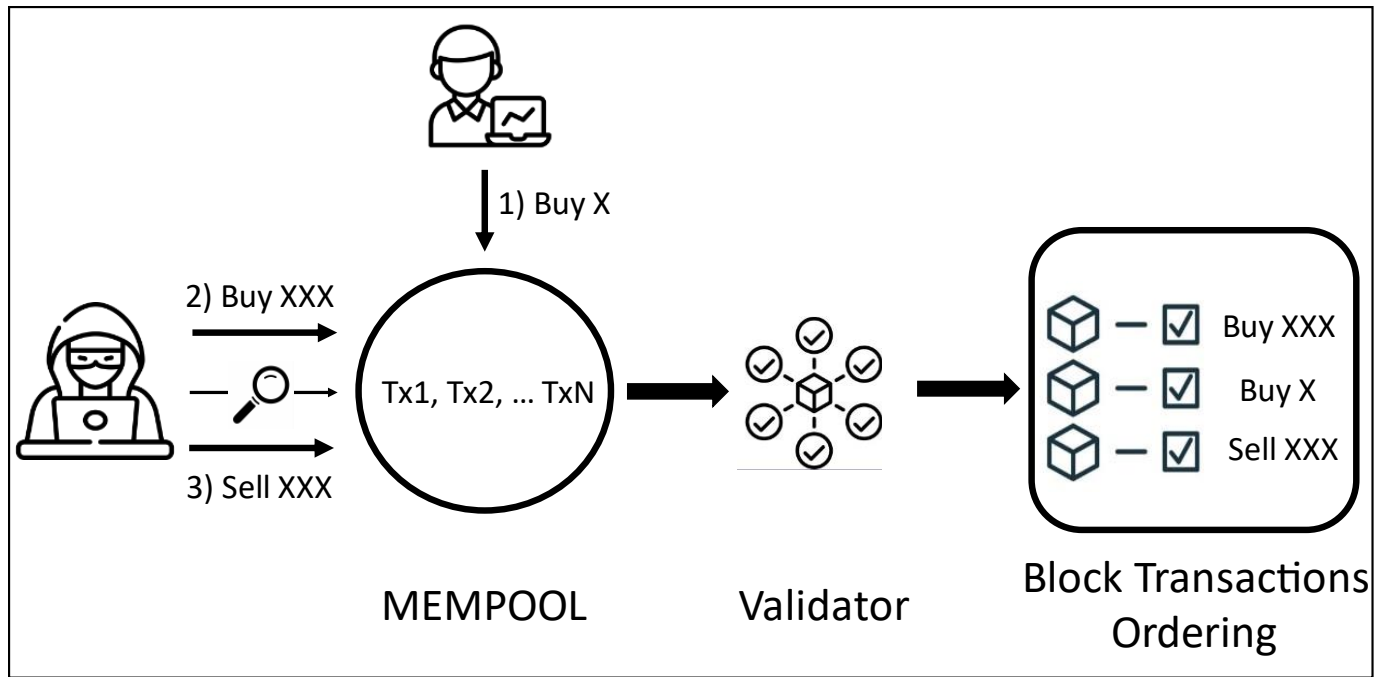 1) Buy X
2) Buy XXX
Tx1, Tx2, ... TxN
3) Sell XXX
Buy XXX
Buy X
Sell XXX
MEMPOOL
Validator
Block Transactions
Ordering